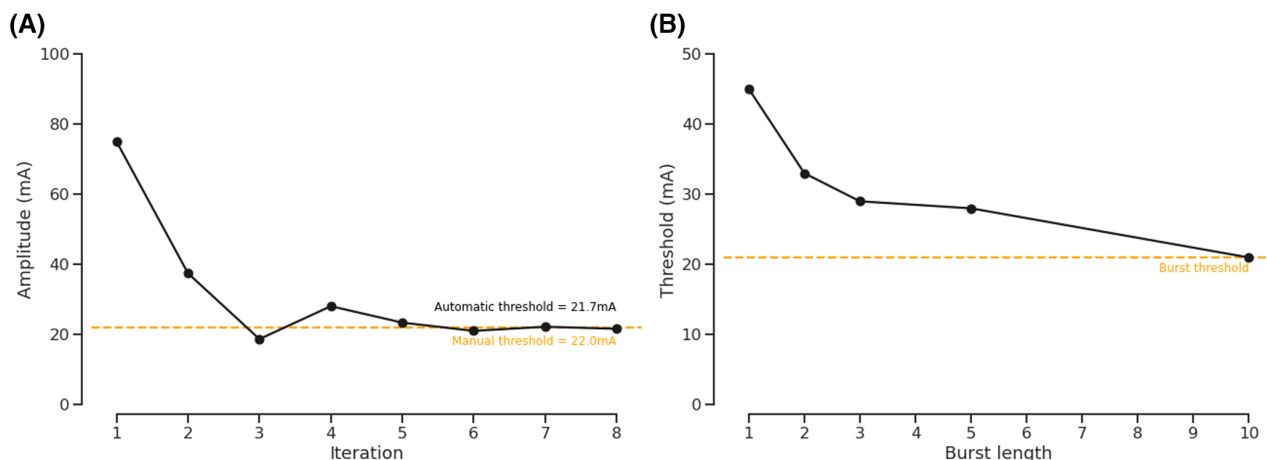 (A)
100
80
60
40
20
0
Amplitude (mA)
Automatic threshold = 21.7mA
Manual threshold = 22.0mA
1 2 3 4 5 6 7 8
Iteration
(B)
50
40
30
20
10
0
Threshold (mA)
Burst threshold
1 2 3 4 5 6 7 8 9 10
Burst length